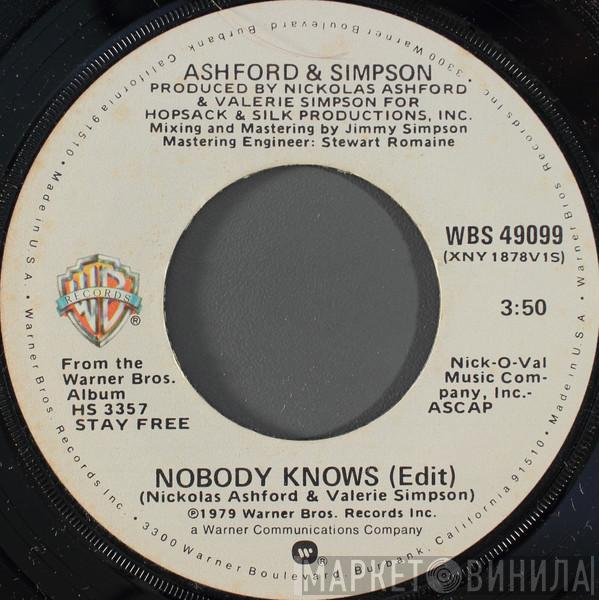 ASHFORD & SIMPSON
PRODUCED BY NICKOLAS ASHFORD
& VALERIE SIMPSON FOR
HOPSACK & SILK PRODUCTIONS, INC.
Mixing and Mastering by Jimmy Simpson
Mastering Engineer: Stewart Romaine
WBS 49099
(XNY 1878V1S)
3:50
WB
RECORDS
®
From the
Warner Bros.
Album
HS 3357
STAY FREE
Nick-O-Val
Music Com-
pany, Inc.-
ASCAP
NOBODY KNOWS (Edit)
(Nickolas Ashford & Valerie Simpson)
℗1979 Warner Bros. Records Inc.
a Warner Communications Company
Made in U.S.A. • Warner Bros. Records Inc. • 3300 Warner Boulevard, Burbank, California 91510 • Made in U.S.A. • Warner Bros. Records Inc. • 3300 Warner Boulevard, Burbank, California 91510 •
МАРКЕТ ВИНИЛА